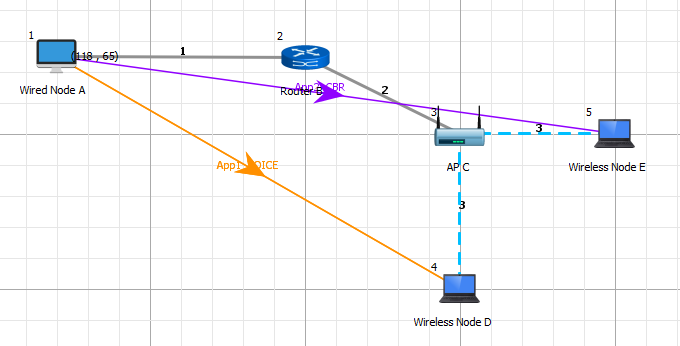 1
2
(118 , 65)
1
Wired Node A
App2_CBR
Router B
2
3
5
3
AP C
Wireless Node E
App1_VOICE
3
4
Wireless Node D